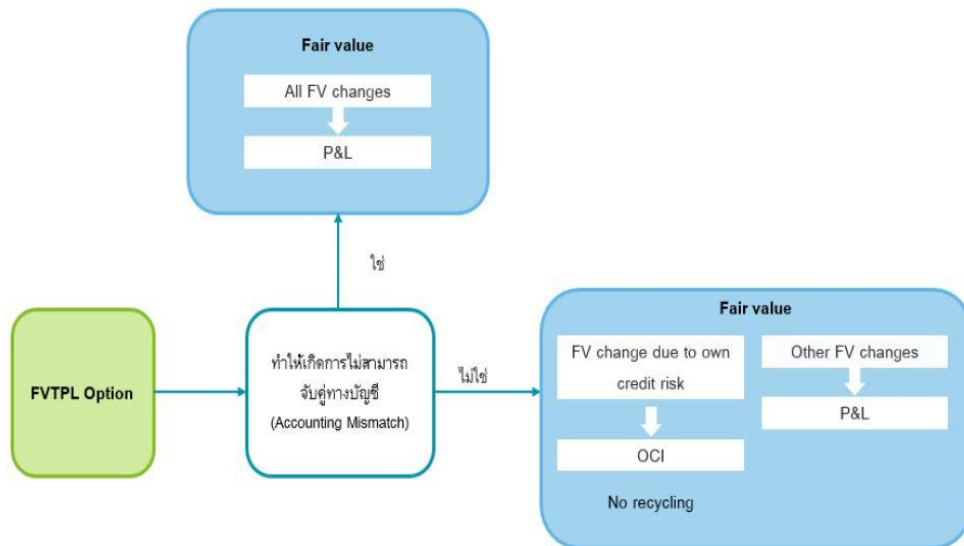 Fair value
All FV changes
P&L
ใช่
FVTPL Option
ทำให้เกิดการไม่สามารถ
จับคู่ทางบัญชี
(Accounting Mismatch)
ไม่ใช่
Fair value
FV change due to own
credit risk
OCI
No recycling
Other FV changes
P&L